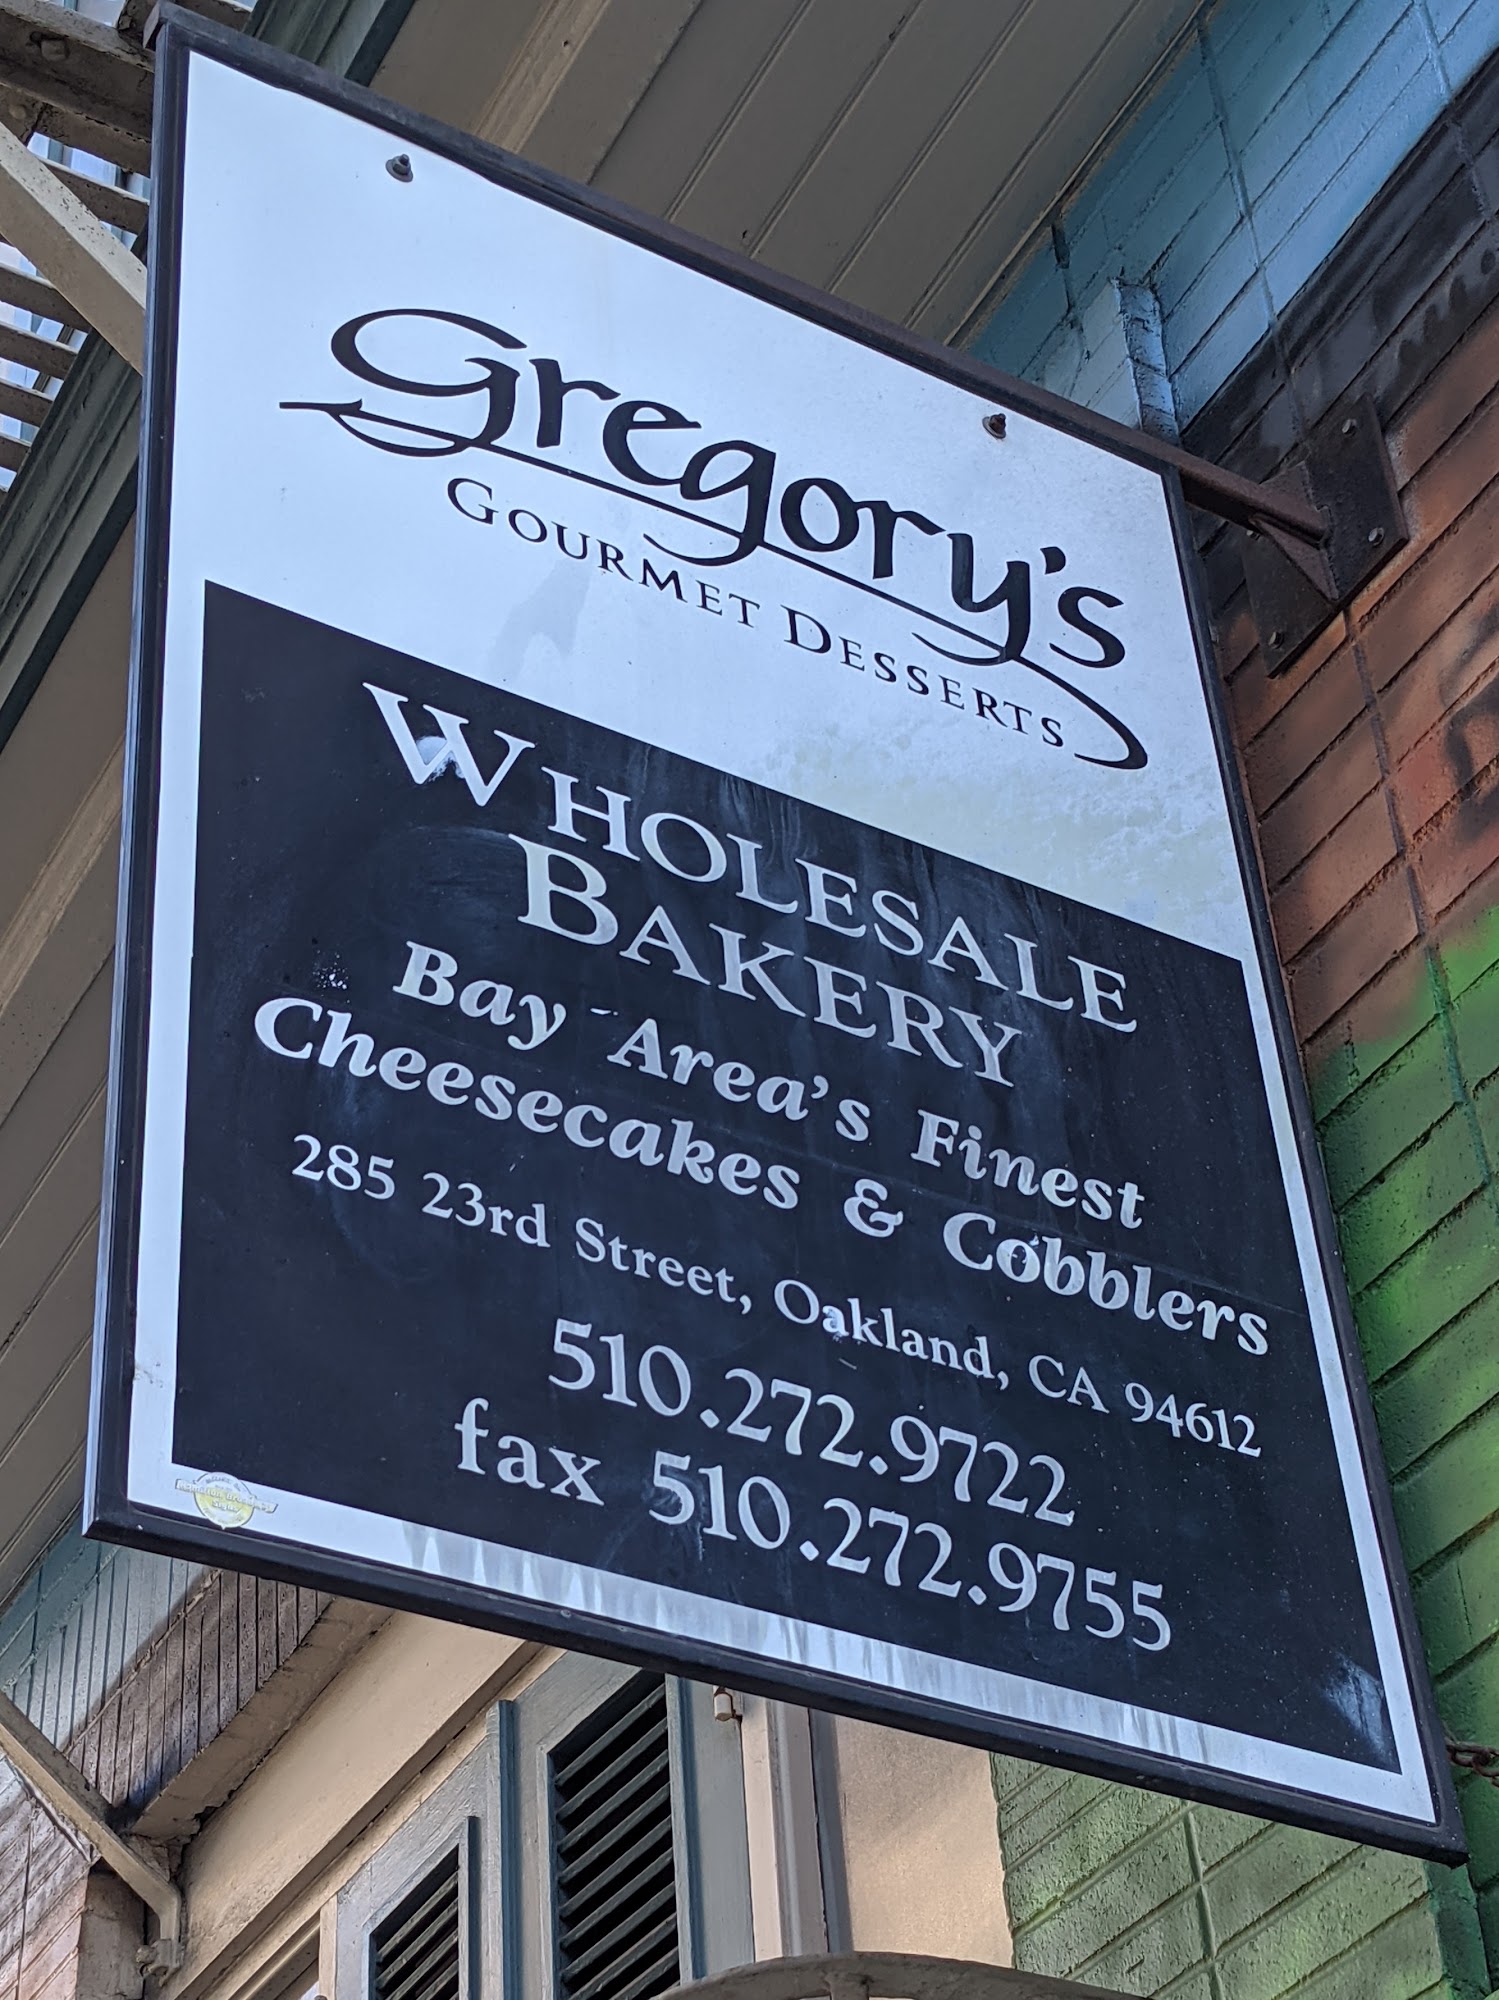 Gregory's
GOURMET DESSERTS
WHOLESALE
BAKERY
Bay Area's Finest
Cheesecakes & Cobblers
285 23rd Street, Oakland, CA 94612
510.272.9722
fax 510.272.9755